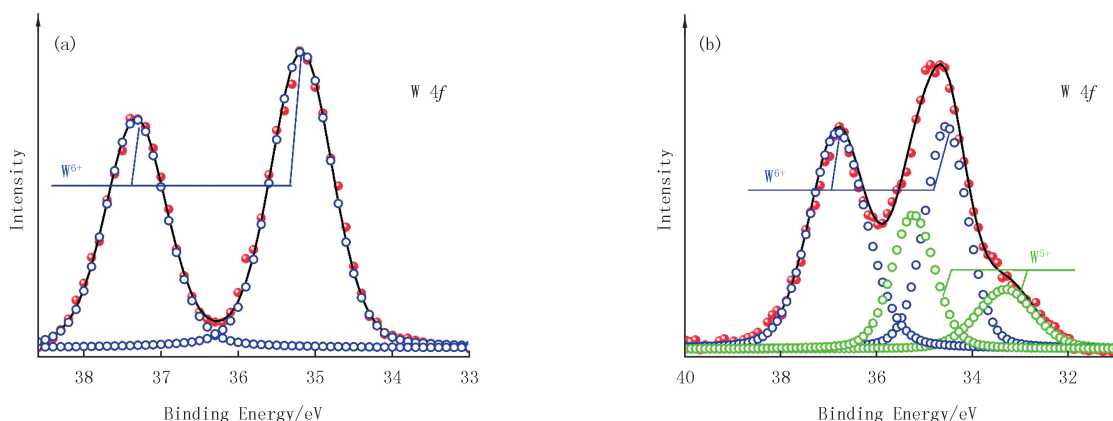 (a)
W 4f
W⁶⁺
Intensity
38 37 36 35 34 33
Binding Energy/eV
(b)
W 4f
W⁶⁺
W⁵⁺
Intensity
40 38 36 34 32
Binding Energy/eV